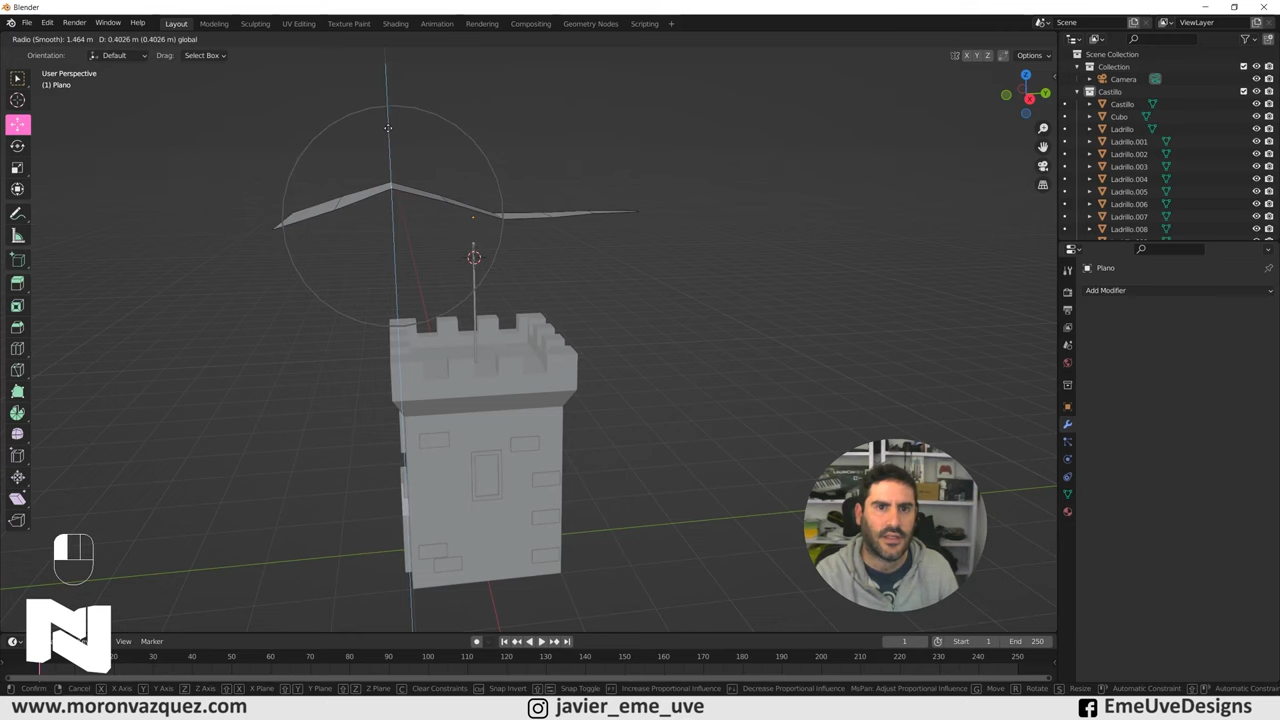 Blender
File Edit Render Window Help Layout Modeling Sculpting UV Editing Texture Paint Shading Animation Rendering Compositing Geometry Nodes Scripting + Scene ViewLayer
Radio (Smooth): 1.464 m D: 0.4026 m (0.4026 m) global
Orientation: Default Drag: Select Box X Y Z Options
User Perspective
(1) Plano
Z
Y
X
Scene Collection
Collection
Camera
Castillo
Castillo
Cubo
Ladrillo
Ladrillo.001
Ladrillo.002
Ladrillo.003
Ladrillo.004
Ladrillo.005
Ladrillo.006
Ladrillo.007
Ladrillo.008
Plano
Add Modifier
N
View Marker 1 Start 1 End 250
20 30 40 50 60 70 80 90 100 110 120 130 140 150 160 170 180 190 200 210 220 230 240 250
Confirm Cancel X X Axis Y Y Axis Z Z Axis X X Plane Y Y Plane Z Z Plane C Clear Constraints Snap Invert Snap Toggle Increase Proportional Influence Decrease Proportional Influence MsPan: Adjust Proportional Influence G Move R Rotate S Resize Automatic Constraint Automatic Constrai
www.moronvazquez.com javier_eme_uve EmeUveDesigns